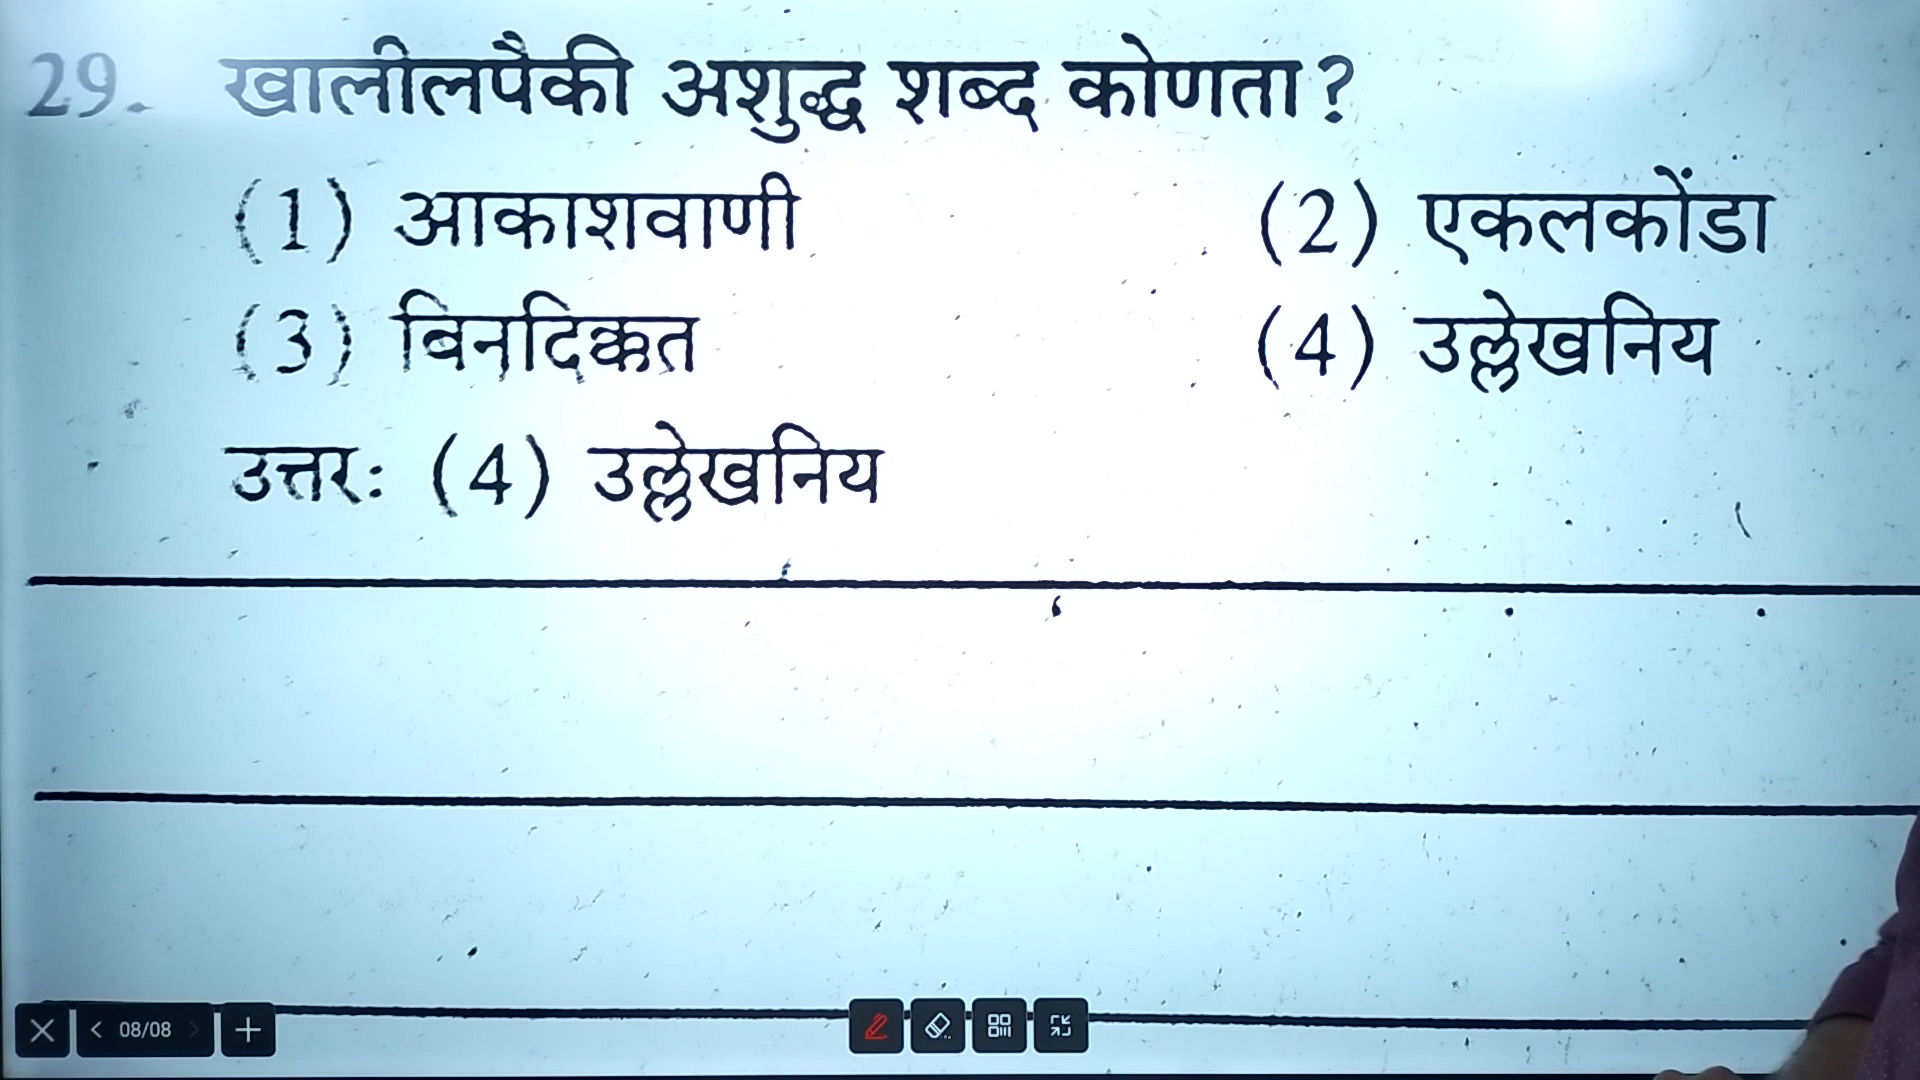 29. खालीलपैकी अशुद्ध शब्द कोणता?
(1) आकाशवाणी (2) एकलकोंडा
(3) बिनदिक्कत (4) उल्लेखनिय
उत्तर: (4) उल्लेखनिय
08/08